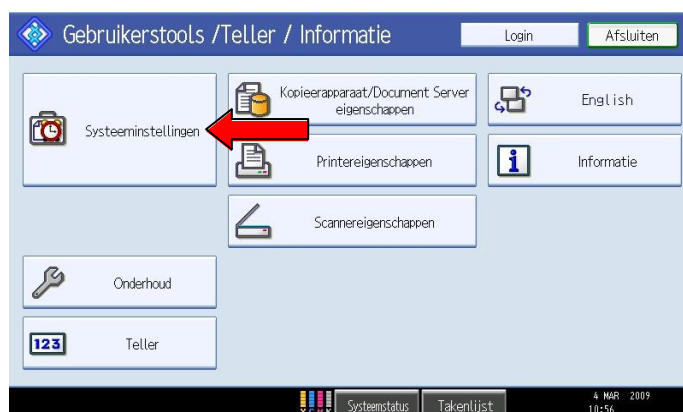 Gebruikerstools /Teller / Informatie
Login
Afsluiten
Systeeminstellingen
Kopieerapparaat/Document Server
eigenschappen
English
Printereigenschappen
Informatie
Scannereigenschappen
Onderhoud
123
Teller
Systeemstatus
Takenlijst
4 MAR 2009
10:56